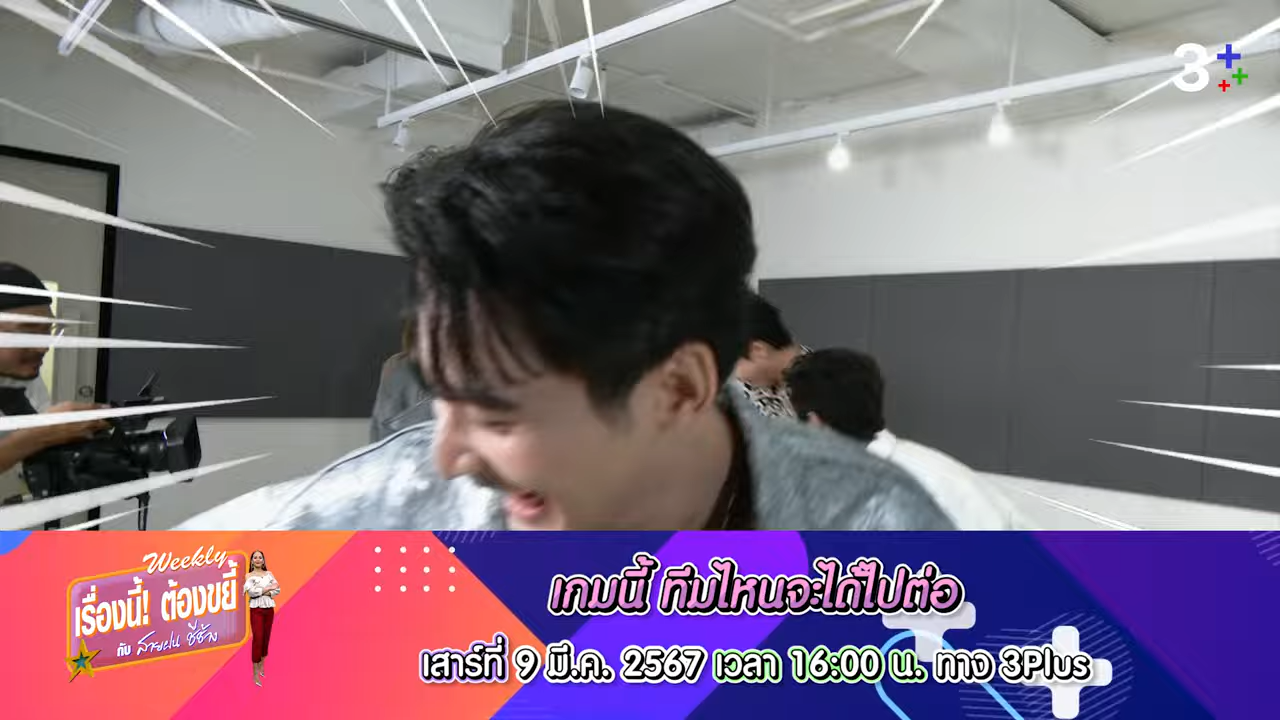 3
Weekly
เรื่องนี้! ต้องขยี้
กับ สายฝน ชีช้าง
เกมนี้ ทีมไหนจะได้ไปต่อ
เสาร์ที่ 9 มี.ค. 2567 เวลา 16:00 น. ทาง 3Plus